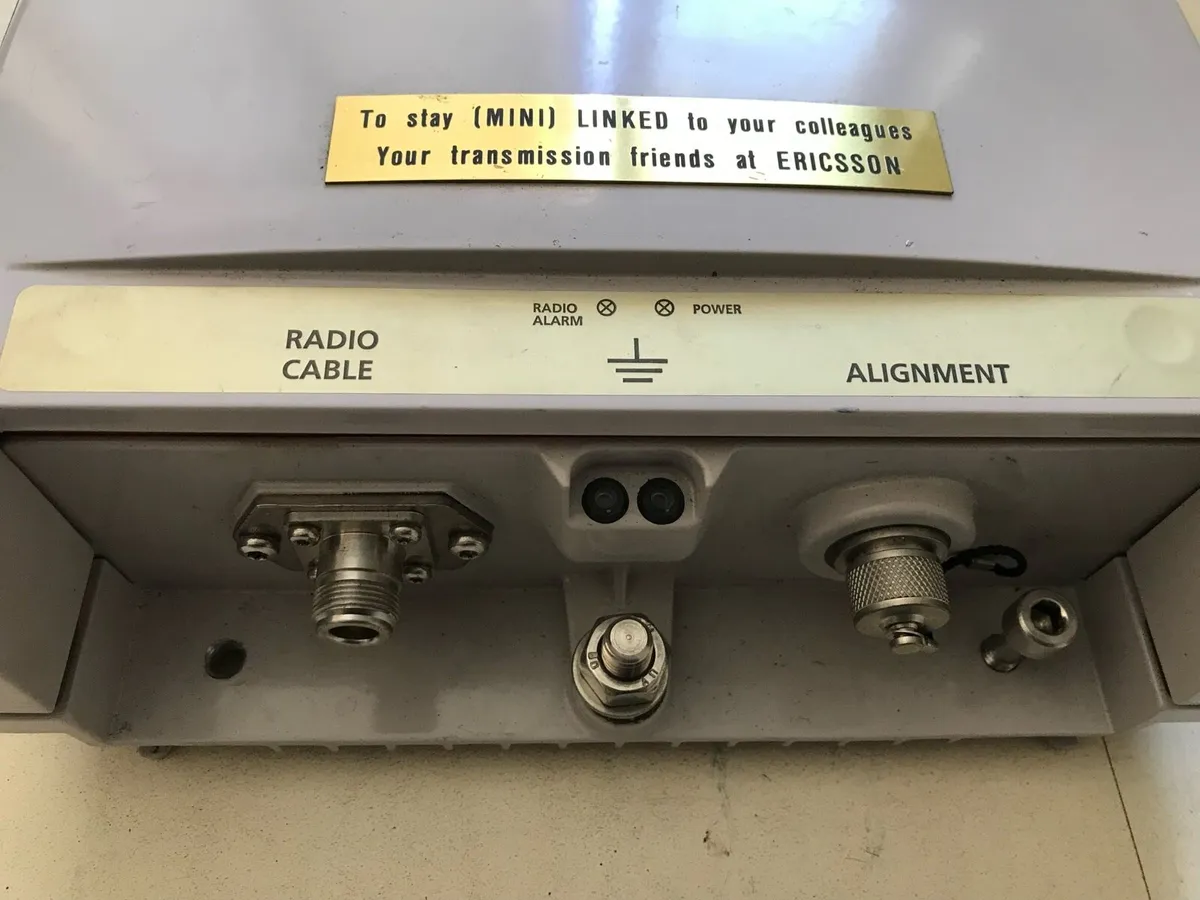 To stay (MINI) LINKED to your colleagues
Your transmission friends at ERICSSON
RADIO ALARM
POWER
RADIO
CABLE
ALIGNMENT